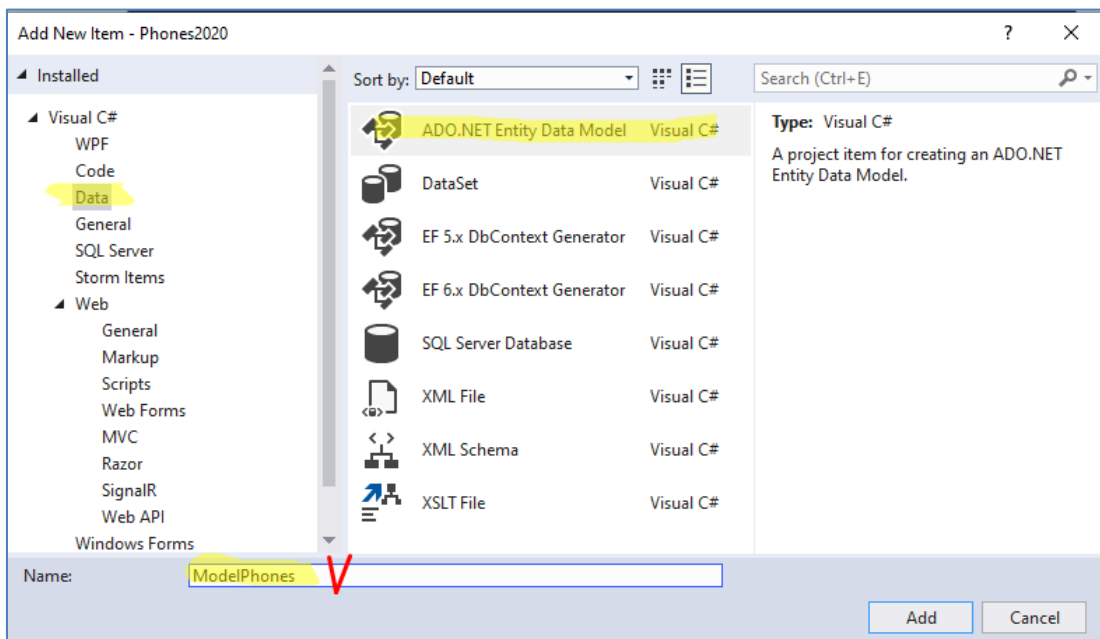 Add New Item - Phones2020
?
Installed
Sort by: Default
Search (Ctrl+E)
Visual C#
WPF
Code
Data
General
SQL Server
Storm Items
Web
General
Markup
Scripts
Web Forms
MVC
Razor
SignalR
Web API
Windows Forms
ADO.NET Entity Data Model Visual C#
DataSet Visual C#
EF 5.x DbContext Generator Visual C#
EF 6.x DbContext Generator Visual C#
SQL Server Database Visual C#
XML File Visual C#
XML Schema Visual C#
XSLT File Visual C#
Type: Visual C#
A project item for creating an ADO.NET
Entity Data Model.
Name: ModelPhones
Add Cancel